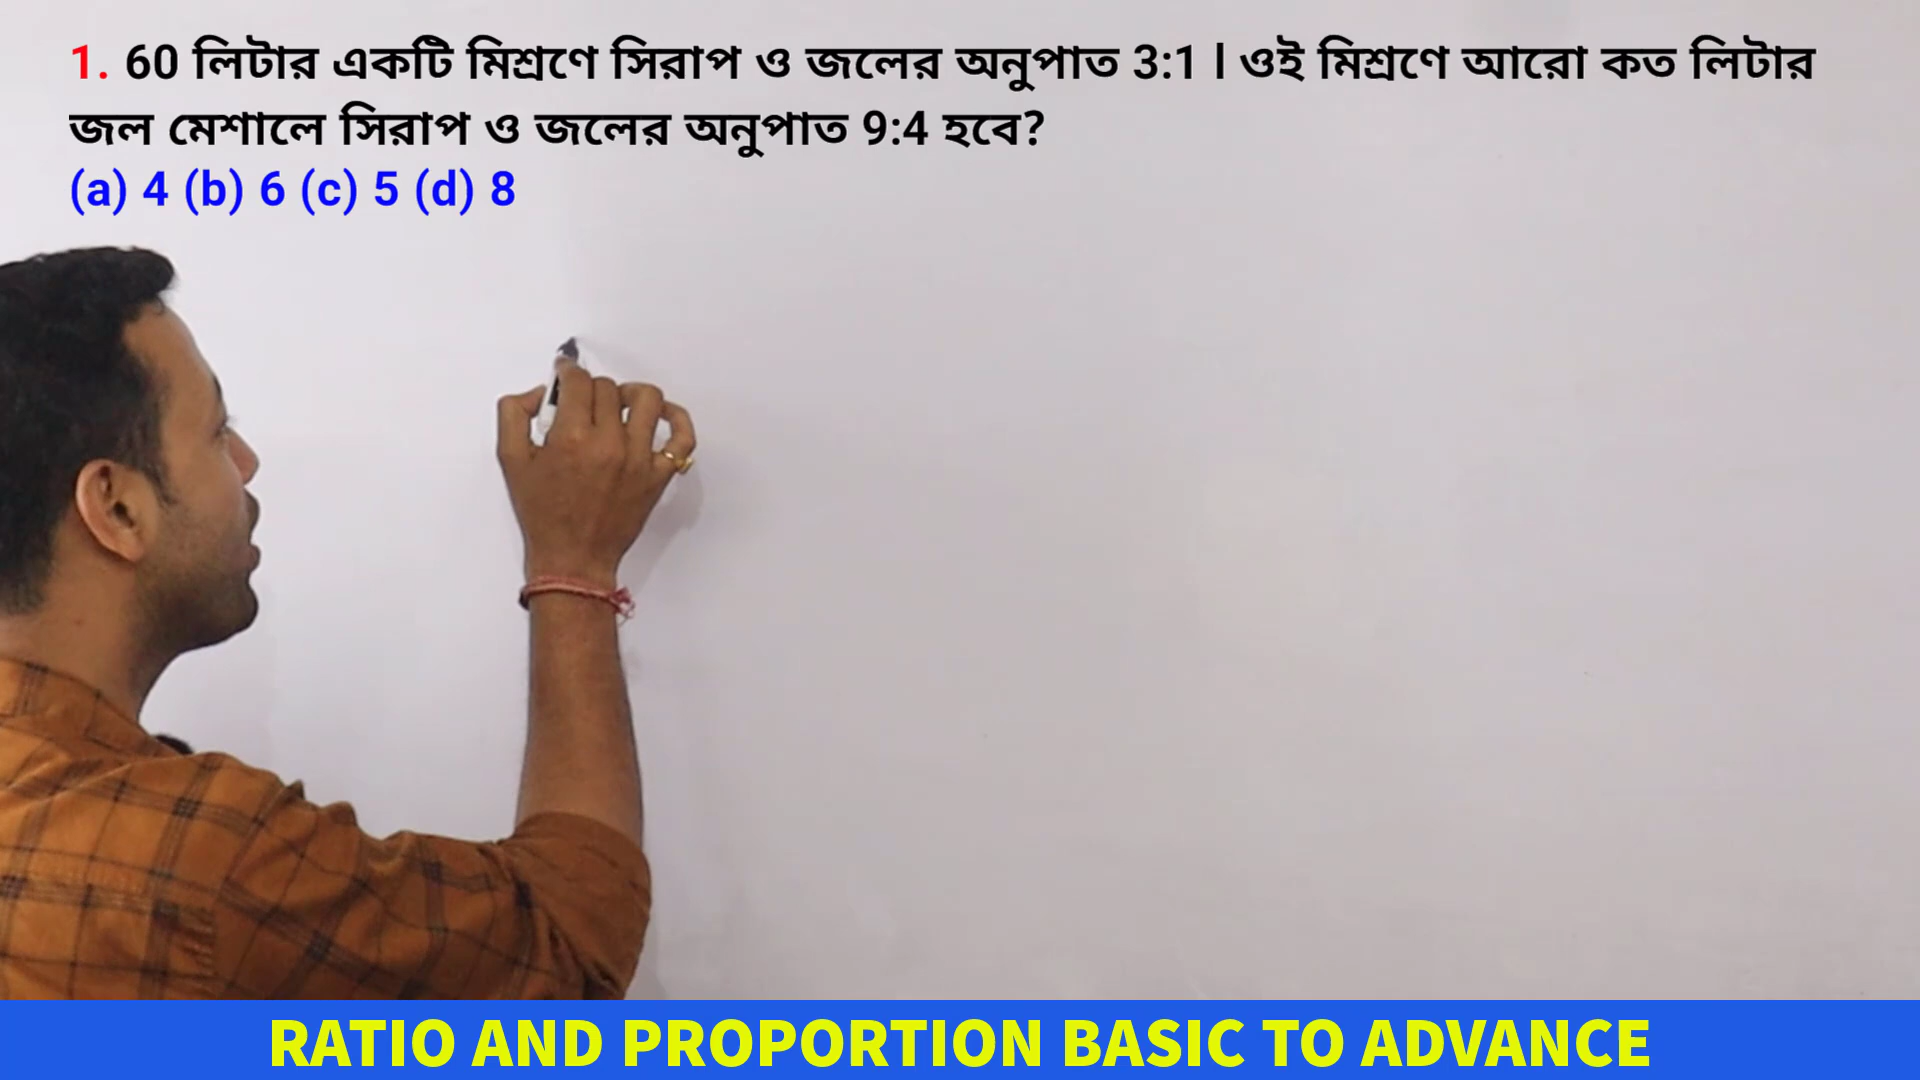 1. 60 লিটার একটি মিশ্রণে সিরাপ ও জলের অনুপাত 3:1 । ওই মিশ্রণে আরো কত লিটার
জল মেশালে সিরাপ ও জলের অনুপাত 9:4 হবে?
(a) 4 (b) 6 (c) 5 (d) 8
RATIO AND PROPORTION BASIC TO ADVANCE